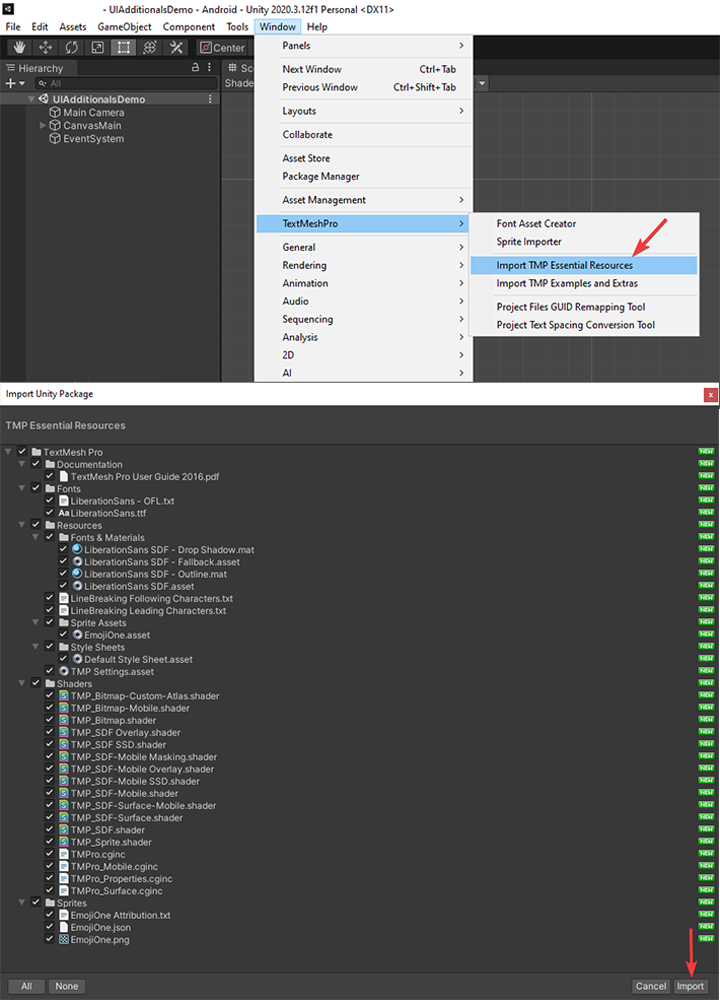 - UIAdditionalsDemo - Android - Unity 2020.3.12f1 Personal <DX11>
File Edit Assets GameObject Component Tools Window Help
Center
Hierarchy
All
UIAdditionalsDemo
Main Camera
CanvasMain
EventSystem
Sc
Shade
Panels
Next Window Ctrl+Tab
Previous Window Ctrl+Shift+Tab
Layouts
Collaborate
Asset Store
Package Manager
Asset Management
TextMeshPro
General
Rendering
Animation
Audio
Sequencing
Analysis
2D
AI
Font Asset Creator
Sprite Importer
Import TMP Essential Resources
Import TMP Examples and Extras
Project Files GUID Remapping Tool
Project Text Spacing Conversion Tool
Import Unity Package x
TMP Essential Resources
TextMesh Pro NEW
Documentation NEW
TextMesh Pro User Guide 2016.pdf NEW
Fonts NEW
LiberationSans - OFL.txt NEW
Aa LiberationSans.ttf NEW
Resources NEW
Fonts & Materials NEW
LiberationSans SDF - Drop Shadow.mat NEW
LiberationSans SDF - Fallback.asset NEW
LiberationSans SDF - Outline.mat NEW
LiberationSans SDF.asset NEW
LineBreaking Following Characters.txt NEW
LineBreaking Leading Characters.txt NEW
Sprite Assets NEW
EmojiOne.asset NEW
Style Sheets NEW
Default Style Sheet.asset NEW
TMP Settings.asset NEW
Shaders NEW
TMP_Bitmap-Custom-Atlas.shader NEW
TMP_Bitmap-Mobile.shader NEW
TMP_Bitmap.shader NEW
TMP_SDF Overlay.shader NEW
TMP_SDF SSD.shader NEW
TMP_SDF-Mobile Masking.shader NEW
TMP_SDF-Mobile Overlay.shader NEW
TMP_SDF-Mobile SSD.shader NEW
TMP_SDF-Mobile.shader NEW
TMP_SDF-Surface-Mobile.shader NEW
TMP_SDF-Surface.shader NEW
TMP_SDF.shader NEW
TMP_Sprite.shader NEW
TMPro.cginc NEW
TMPro_Mobile.cginc NEW
TMPro_Properties.cginc NEW
TMPro_Surface.cginc NEW
Sprites NEW
EmojiOne Attribution.txt NEW
EmojiOne.json NEW
EmojiOne.png NEW
All None Cancel Import